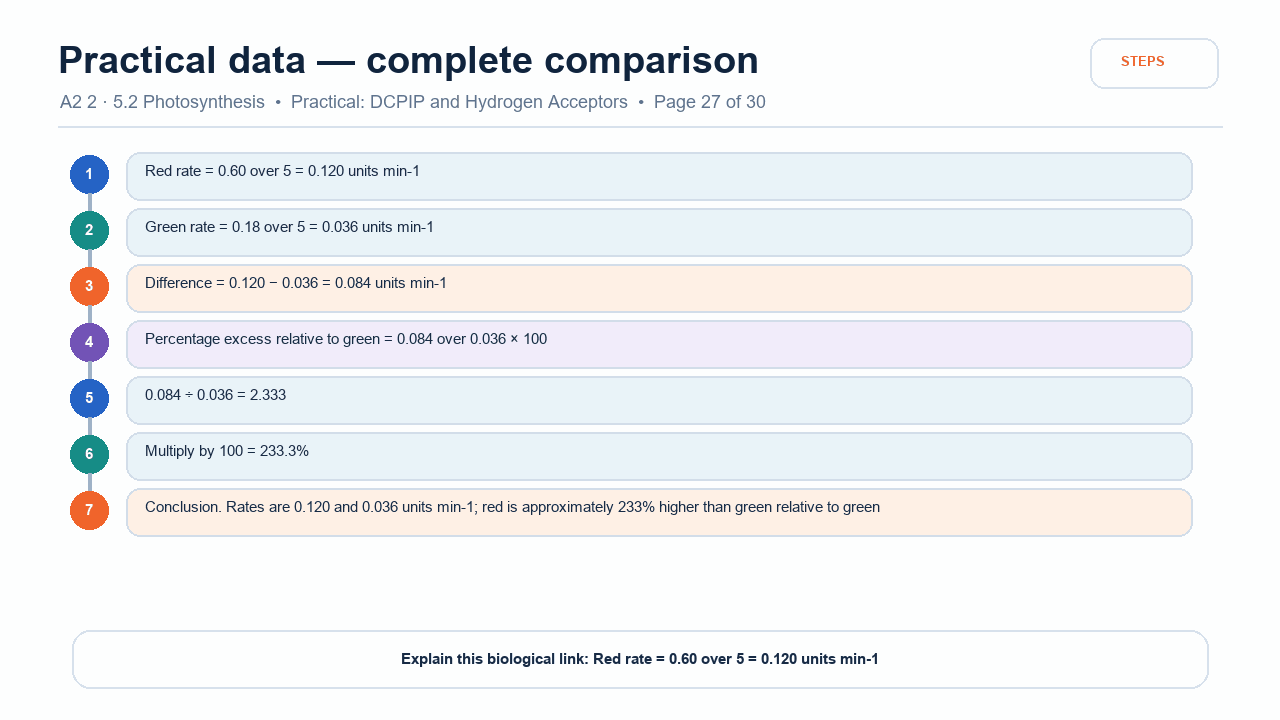 Practical data — complete comparison
STEPS
A2 2 · 5.2 Photosynthesis • Practical: DCPIP and Hydrogen Acceptors • Page 27 of 30
1 Red rate = 0.60 over 5 = 0.120 units min-1
2 Green rate = 0.18 over 5 = 0.036 units min-1
3 Difference = 0.120 − 0.036 = 0.084 units min-1
4 Percentage excess relative to green = 0.084 over 0.036 × 100
5 0.084 ÷ 0.036 = 2.333
6 Multiply by 100 = 233.3%
7 Conclusion. Rates are 0.120 and 0.036 units min-1; red is approximately 233% higher than green relative to green
Explain this biological link: Red rate = 0.60 over 5 = 0.120 units min-1